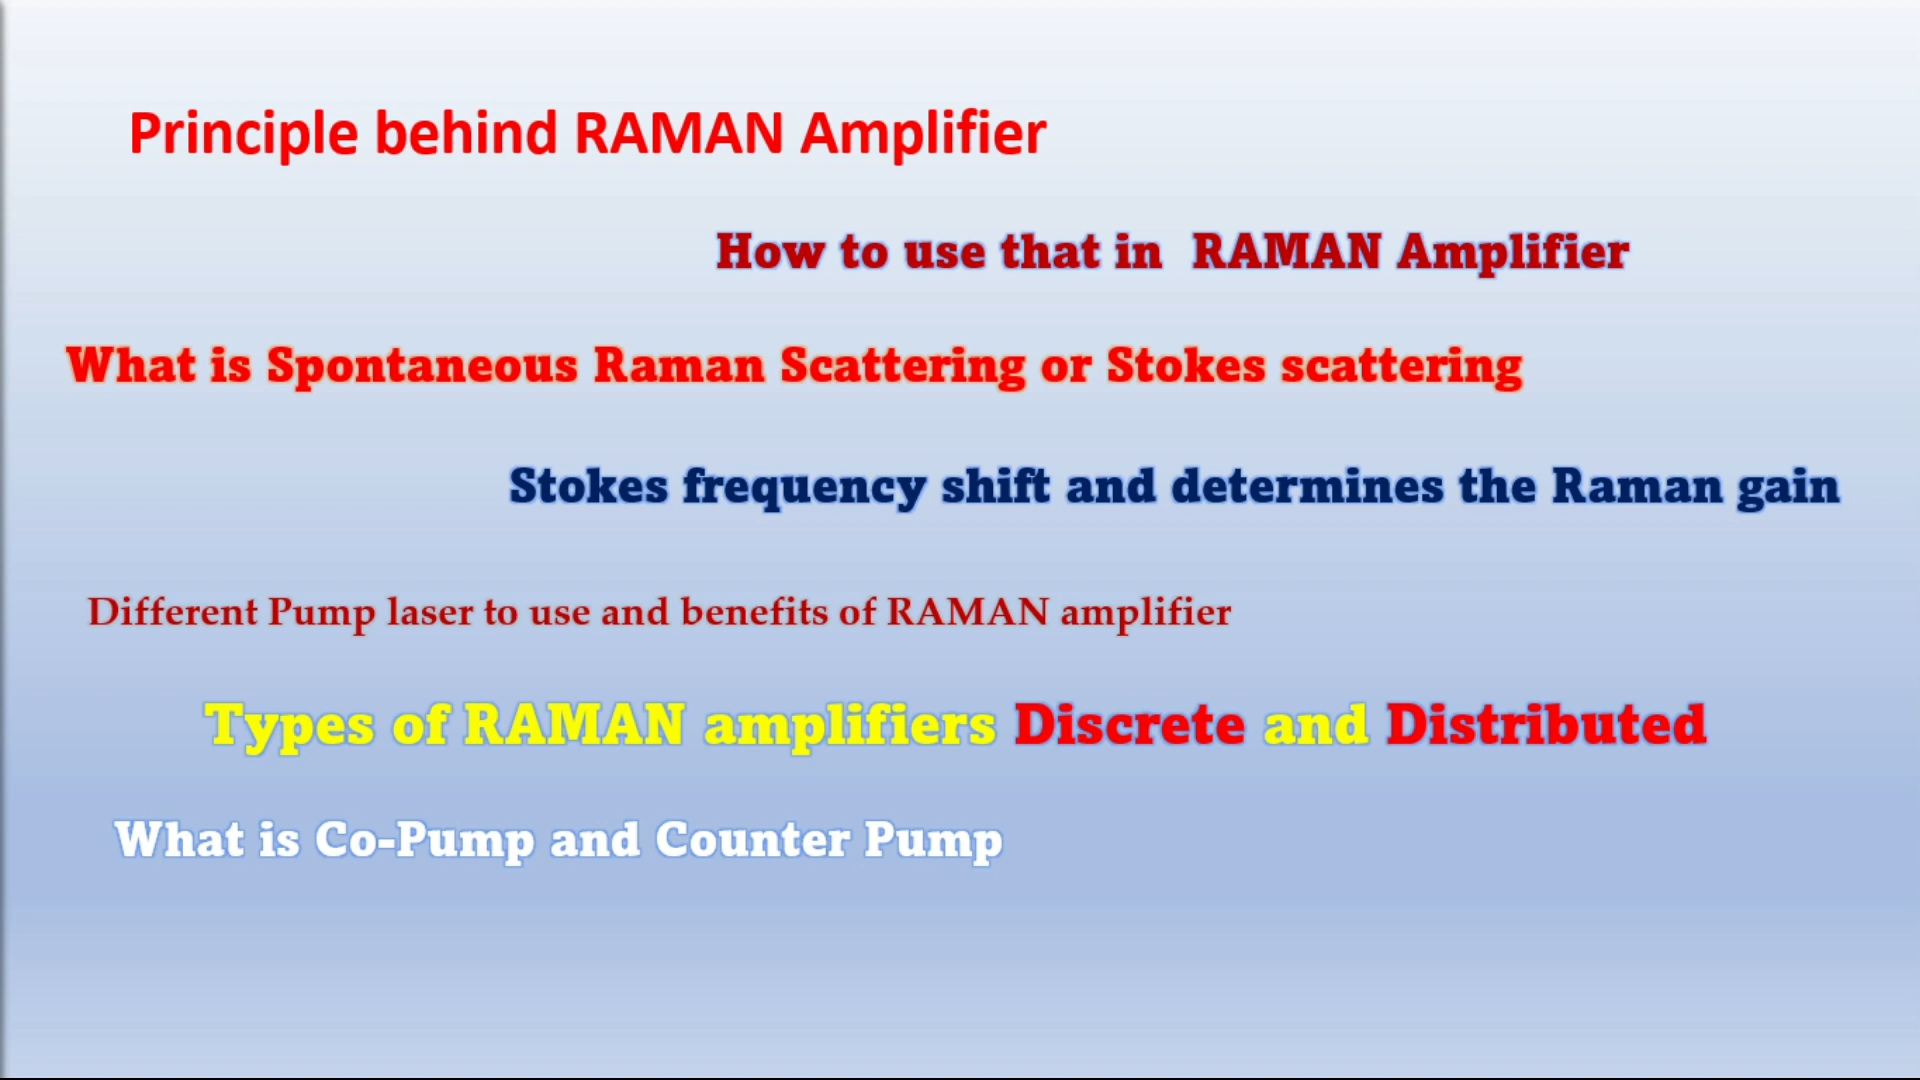 Principle behind RAMAN Amplifier
How to use that in RAMAN Amplifier
What is Spontaneous Raman Scattering or Stokes scattering
Stokes frequency shift and determines the Raman gain
Different Pump laser to use and benefits of RAMAN amplifier
Types of RAMAN amplifiers Discrete and Distributed
What is Co-Pump and Counter Pump